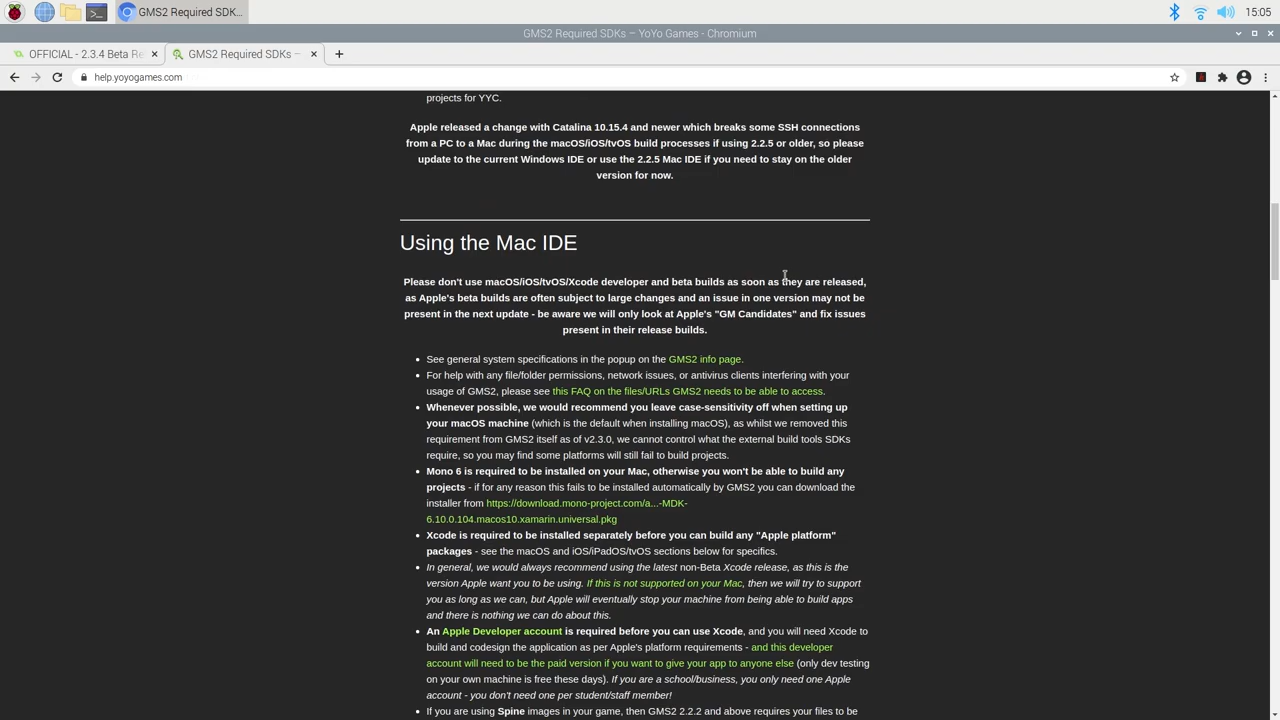 GMS2 Required SDK...
15:05
GMS2 Required SDKs – YoYo Games - Chromium
OFFICIAL - 2.3.4 Beta Re
GMS2 Required SDKs –
help.yoyogames.com
projects for YYC.
Apple released a change with Catalina 10.15.4 and newer which breaks some SSH connections
from a PC to a Mac during the macOS/iOS/tvOS build processes if using 2.2.5 or older, so please
update to the current Windows IDE or use the 2.2.5 Mac IDE if you need to stay on the older
version for now.
Using the Mac IDE
Please don't use macOS/iOS/tvOS/Xcode developer and beta builds as soon as they are released,
as Apple's beta builds are often subject to large changes and an issue in one version may not be
present in the next update - be aware we will only look at Apple's "GM Candidates" and fix issues
present in their release builds.
• See general system specifications in the popup on the GMS2 info page.
• For help with any file/folder permissions, network issues, or antivirus clients interfering with your
usage of GMS2, please see this FAQ on the files/URLs GMS2 needs to be able to access.
• Whenever possible, we would recommend you leave case-sensitivity off when setting up
your macOS machine (which is the default when installing macOS), as whilst we removed this
requirement from GMS2 itself as of v2.3.0, we cannot control what the external build tools SDKs
require, so you may find some platforms will still fail to build projects.
• Mono 6 is required to be installed on your Mac, otherwise you won't be able to build any
projects - if for any reason this fails to be installed automatically by GMS2 you can download the
installer from https://download.mono-project.com/a...-MDK-
6.10.0.104.macos10.xamarin.universal.pkg
• Xcode is required to be installed separately before you can build any "Apple platform"
packages - see the macOS and iOS/iPadOS/tvOS sections below for specifics.
• In general, we would always recommend using the latest non-Beta Xcode release, as this is the
version Apple want you to be using. If this is not supported on your Mac, then we will try to support
you as long as we can, but Apple will eventually stop your machine from being able to build apps
and there is nothing we can do about this.
• An Apple Developer account is required before you can use Xcode, and you will need Xcode to
build and codesign the application as per Apple's platform requirements - and this developer
account will need to be the paid version if you want to give your app to anyone else (only dev testing
on your own machine is free these days). If you are a school/business, you only need one Apple
account - you don't need one per student/staff member!
• If you are using Spine images in your game, then GMS2 2.2.2 and above requires your files to be